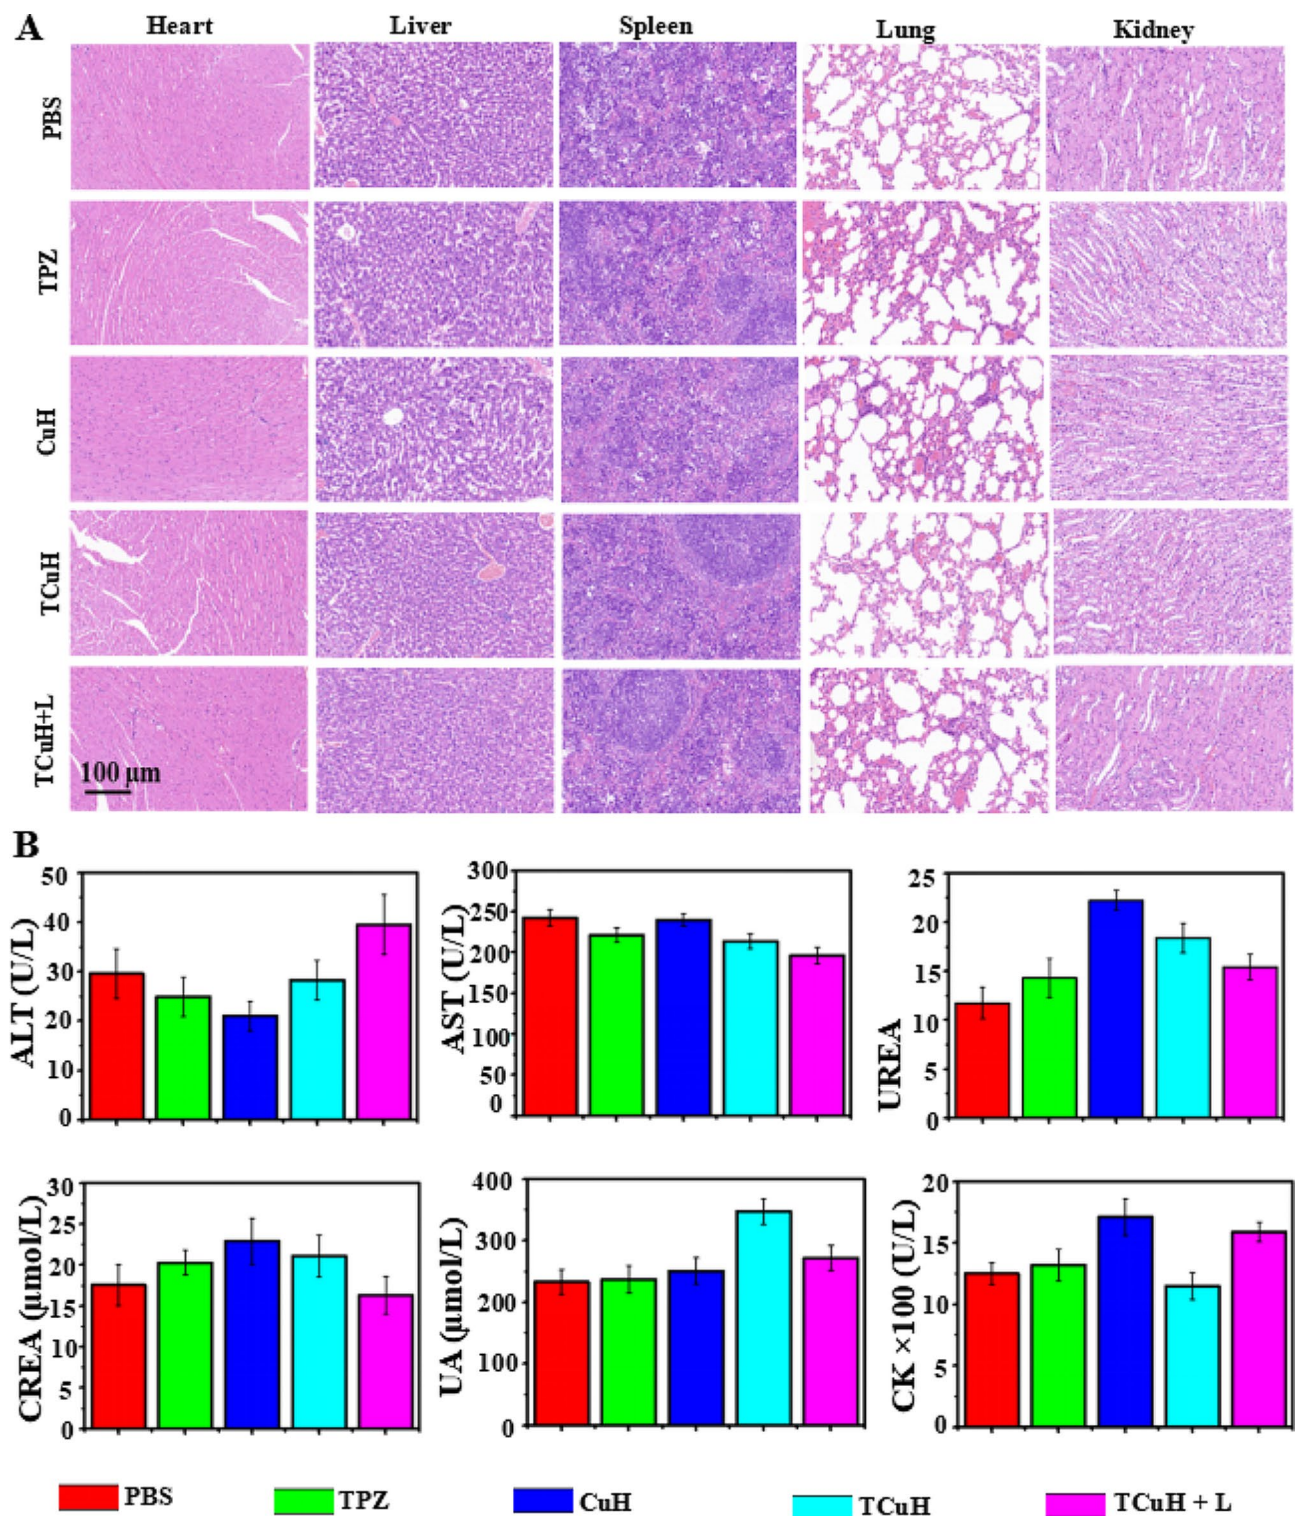 A
Heart Liver Spleen Lung Kidney
PBS
TPZ
CuH
TCuH
TCuH+L
100 μm
B
ALT (U/L)
50
40
30
20
10
0
AST (U/L)
300
250
200
150
100
50
0
UREA
25
20
15
10
5
0
CREA (μmol/L)
30
25
20
15
10
5
0
UA (μmol/L)
400
300
200
100
0
CK ×100 (U/L)
20
15
10
5
0
PBS TPZ CuH TCuH TCuH + L